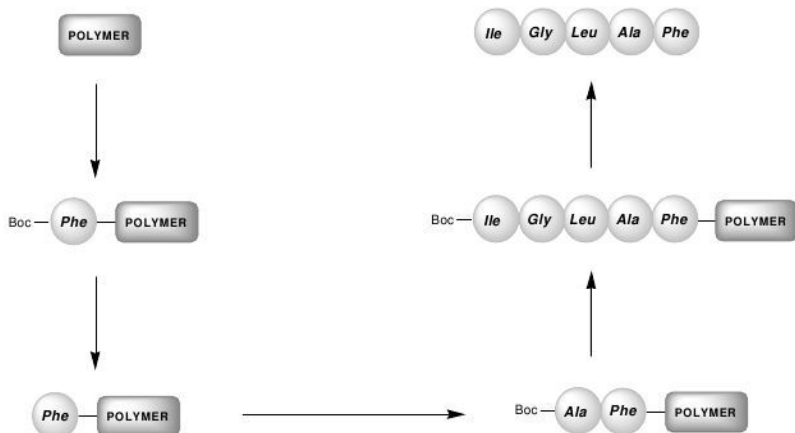 POLYMER
Ile Gly Leu Ala Phe
Boc Phe POLYMER
Boc Ile Gly Leu Ala Phe POLYMER
Phe POLYMER
Boc Ala Phe POLYMER